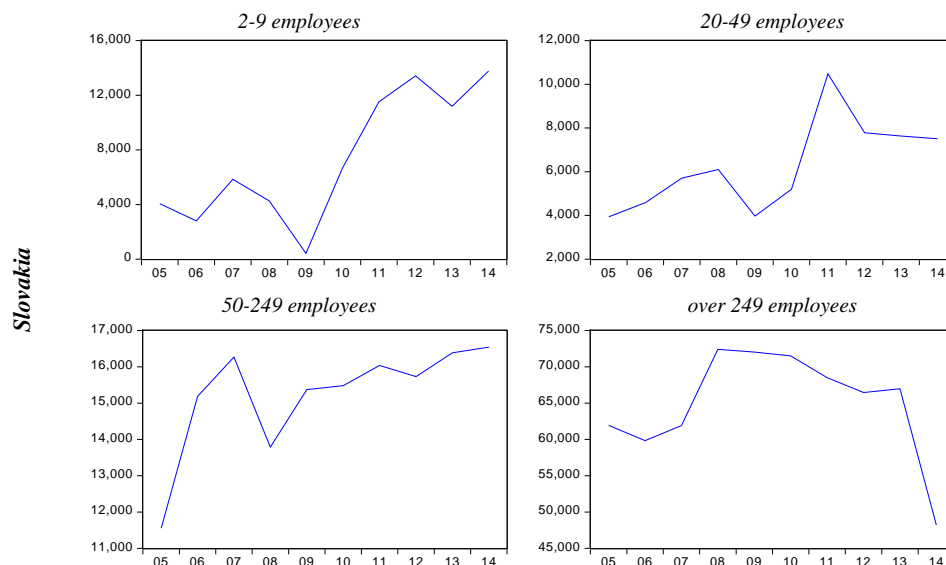 2-9 employees
16,000
12,000
8,000
4,000
0
05 06 07 08 09 10 11 12 13 14
20-49 employees
12,000
10,000
8,000
6,000
4,000
2,000
05 06 07 08 09 10 11 12 13 14
Slovakia
50-249 employees
17,000
16,000
15,000
14,000
13,000
12,000
11,000
05 06 07 08 09 10 11 12 13 14
over 249 employees
75,000
70,000
65,000
60,000
55,000
50,000
45,000
05 06 07 08 09 10 11 12 13 14